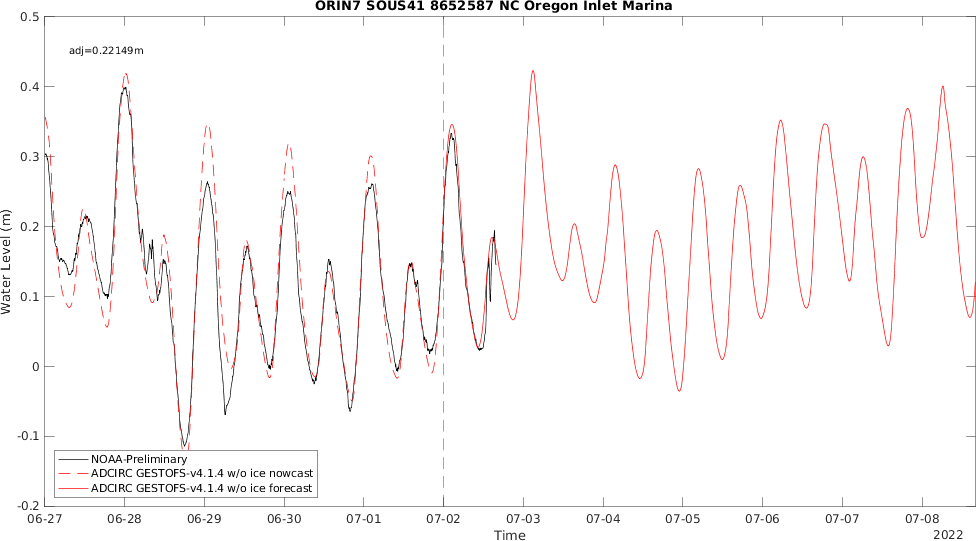 ORIN7 SOUS41 8652587 NC Oregon Inlet Marina
adj=0.22149m
0.5
0.4
0.3
0.2
0.1
0
-0.1
-0.2
Water Level (m)
NOAA-Preliminary
ADCIRC GESTOFS-v4.1.4 w/o ice nowcast
ADCIRC GESTOFS-v4.1.4 w/o ice forecast
06-27 06-28 06-29 06-30 07-01 07-02 07-03 07-04 07-05 07-06 07-07 07-08
Time
2022